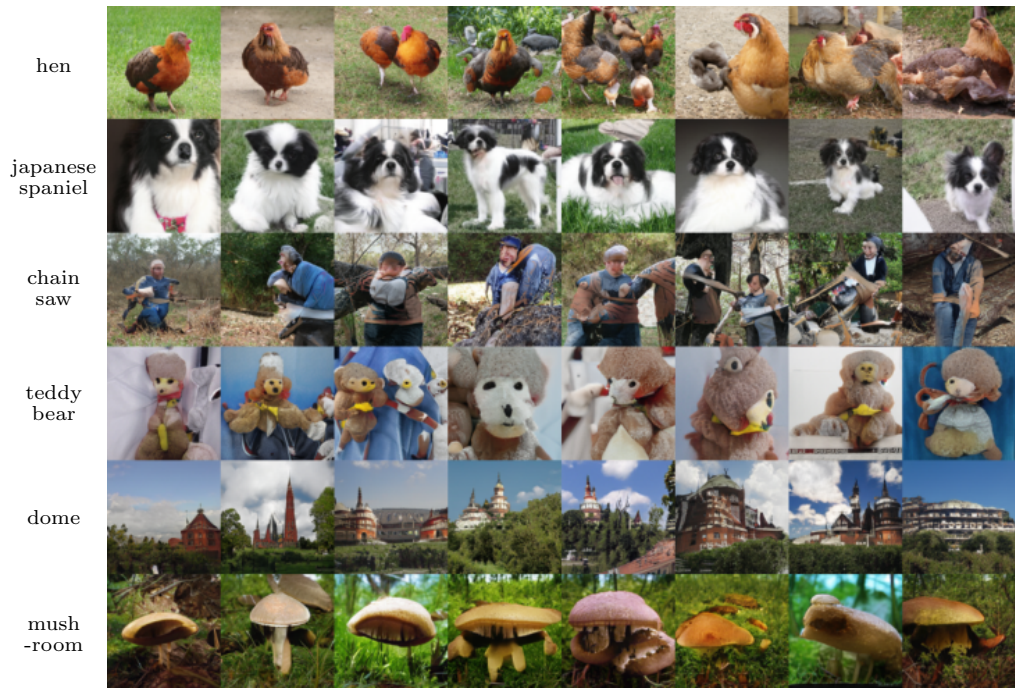 hen
japanese
spaniel
chain
saw
teddy
bear
dome
mush
-room